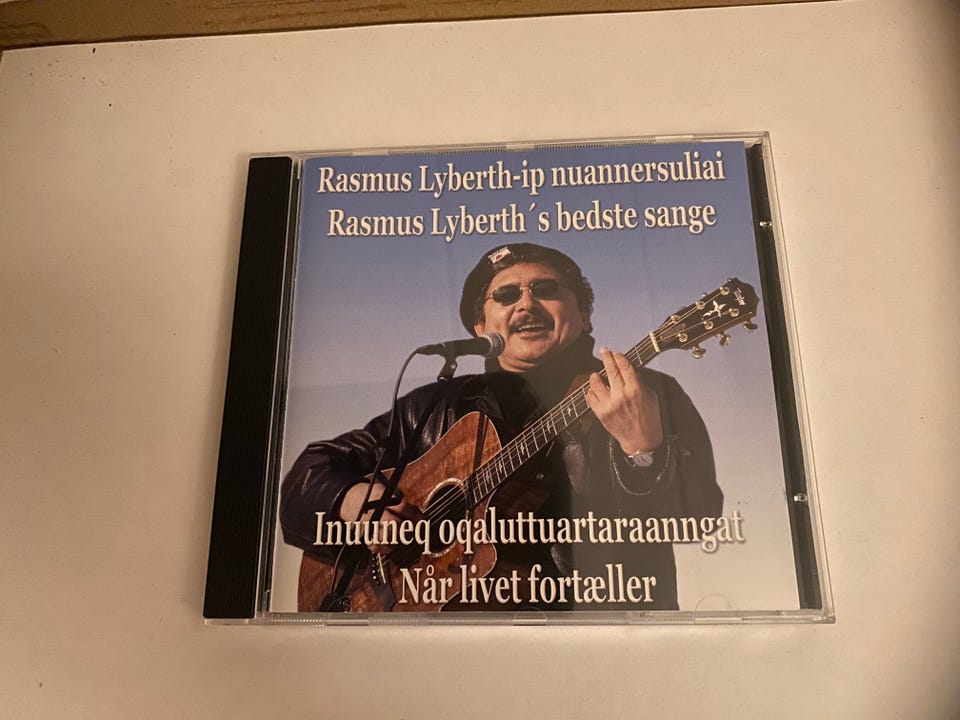 Rasmus Lyberth-ip nuannersuliai
Rasmus Lyberth´s bedste sange
Inuuneq oqaluttuartaraanngat
Når livet fortæller